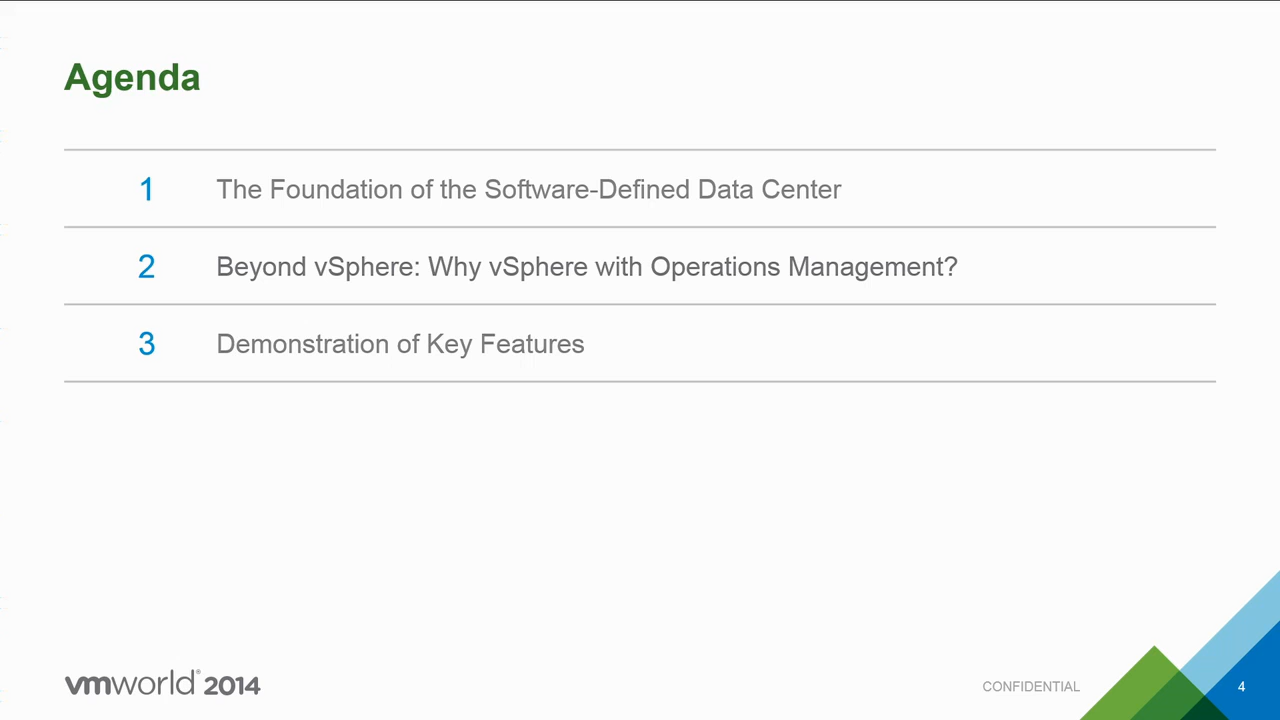 Agenda
1 The Foundation of the Software-Defined Data Center
2 Beyond vSphere: Why vSphere with Operations Management?
3 Demonstration of Key Features
vmworld® 2014
CONFIDENTIAL
4